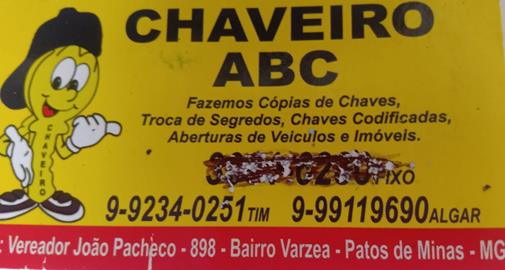 CHAVEIRO
ABC
Fazemos Cópias de Chaves,
Troca de Segredos, Chaves Codificadas,
Aberturas de Veiculos e Imóveis.
FIXO
9-9234-0251 TIM 9-99119690 ALGAR
: Vereador João Pacheco - 898 - Bairro Varzea - Patos de Minas - MG
CHAVEIRO